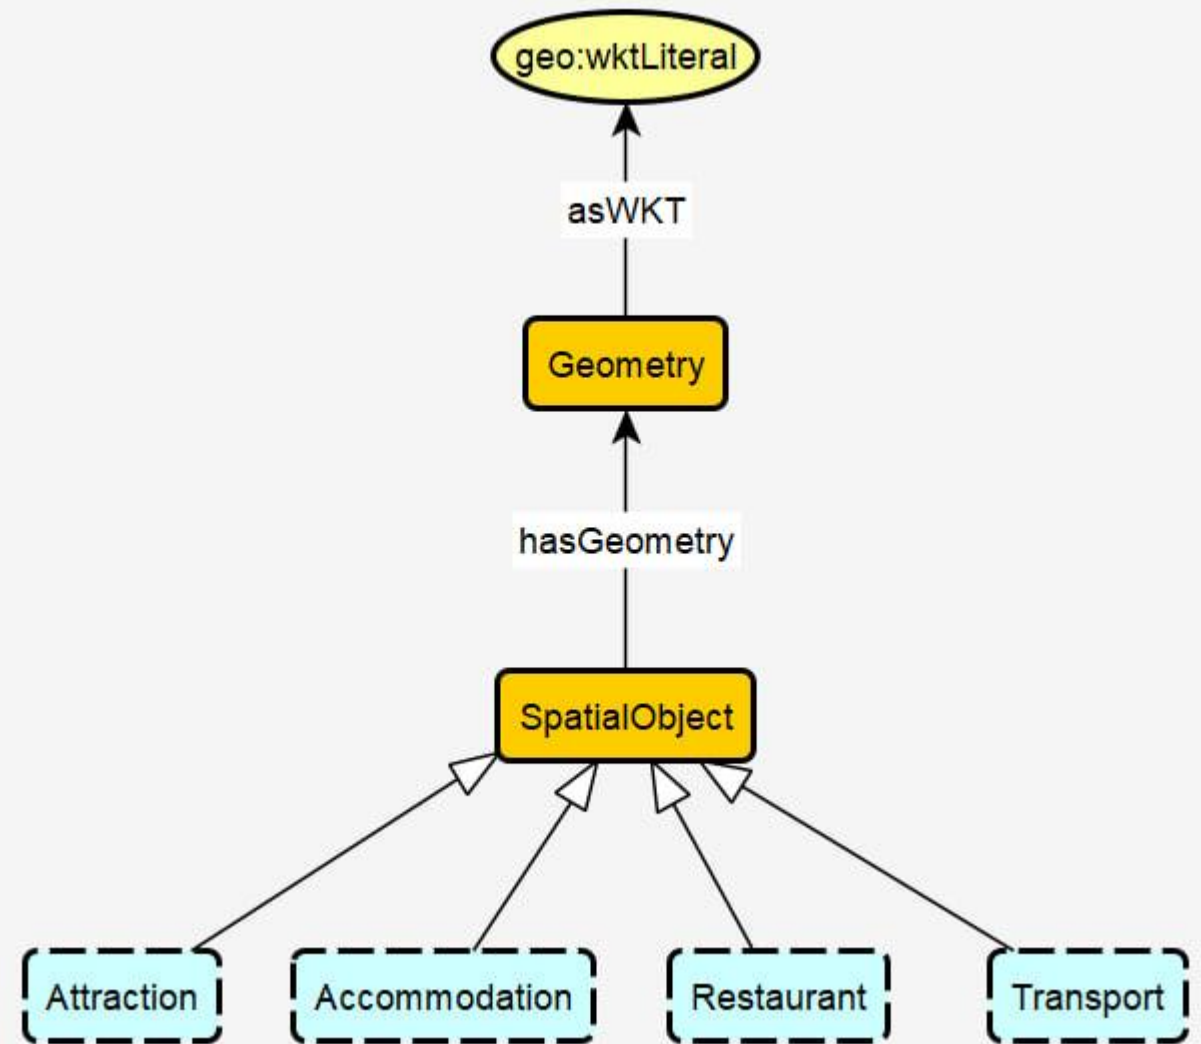 geo:wktLiteral
asWKT
Geometry
hasGeometry
SpatialObject
Attraction
Accommodation
Restaurant
Transport